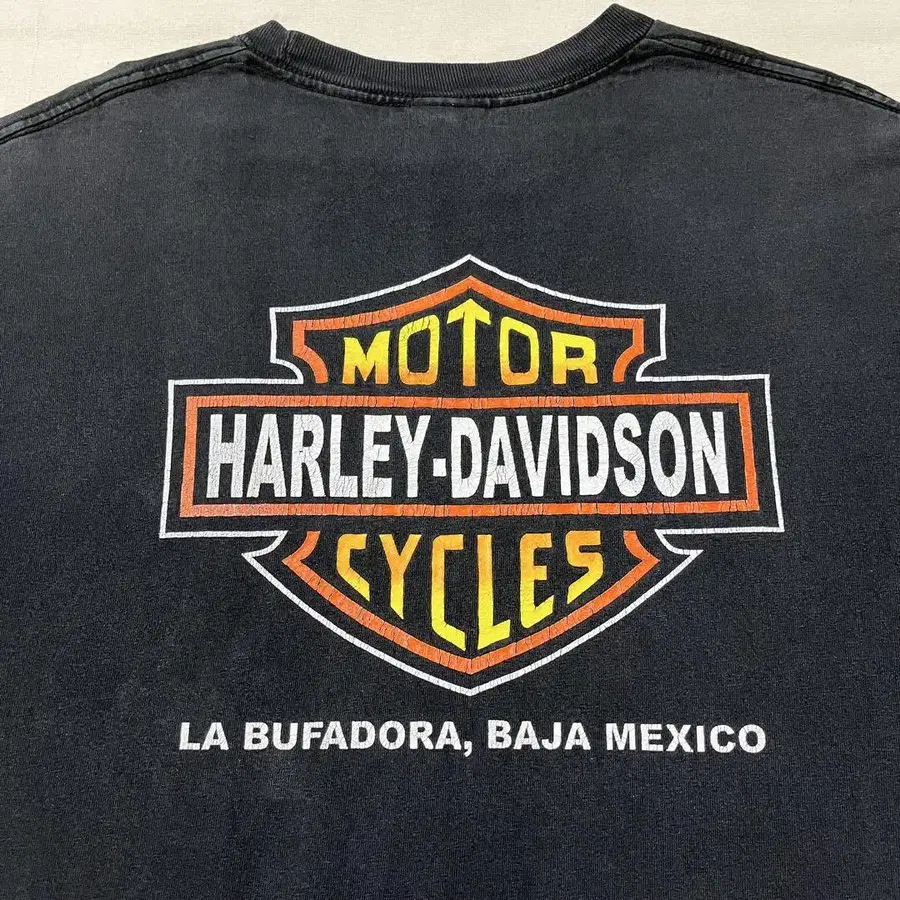 MOTOR
HARLEY-DAVIDSON
CYCLES
LA BUFADORA, BAJA MEXICO